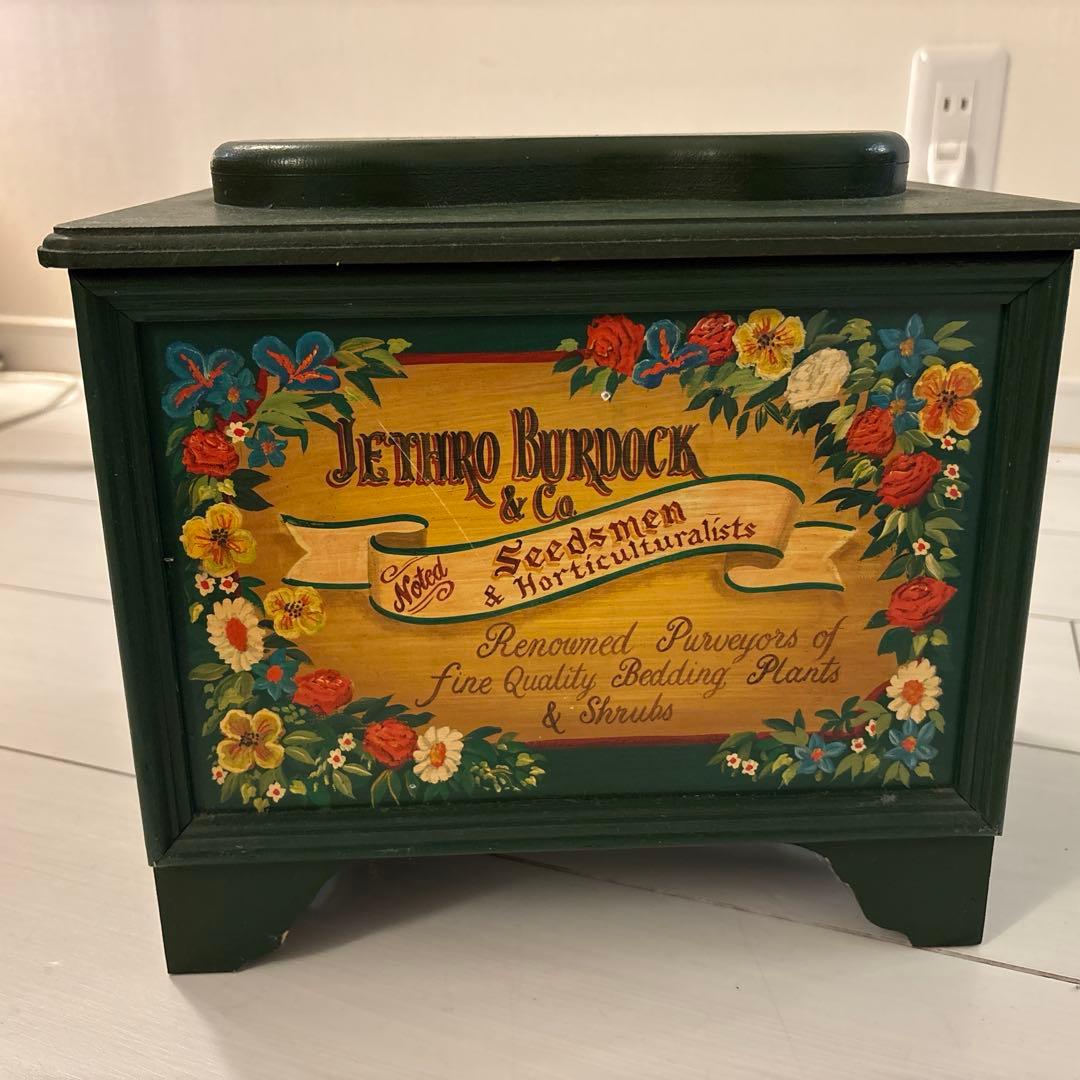 JETHRO BURDOCK
& Co.
Noted
Seedsmen
& Horticulturalists
Renowned Purveyors of
fine Quality Bedding Plants
& Shrubs